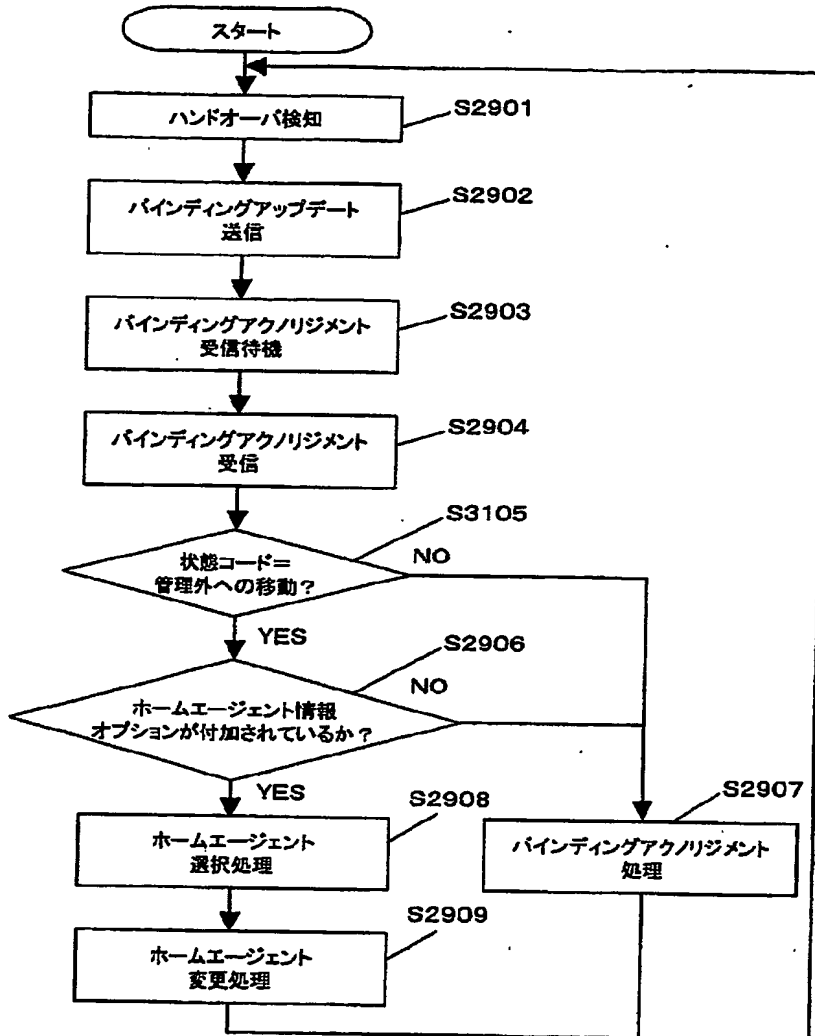 スタート
ハンドオーバ検知
S2901
バインディングアップデート
送信
S2902
バインディングアクノリジメント
受信待機
S2903
バインディングアクノリジメント
受信
S2904
状態コード=
管理外への移動?
S3105
NO
YES
ホームエージェント情報
オプションが付加されているか?
S2906
NO
YES
ホームエージェント
選択処理
S2908
バインディングアクノリジメント
処理
S2907
ホームエージェント
変更処理
S2909